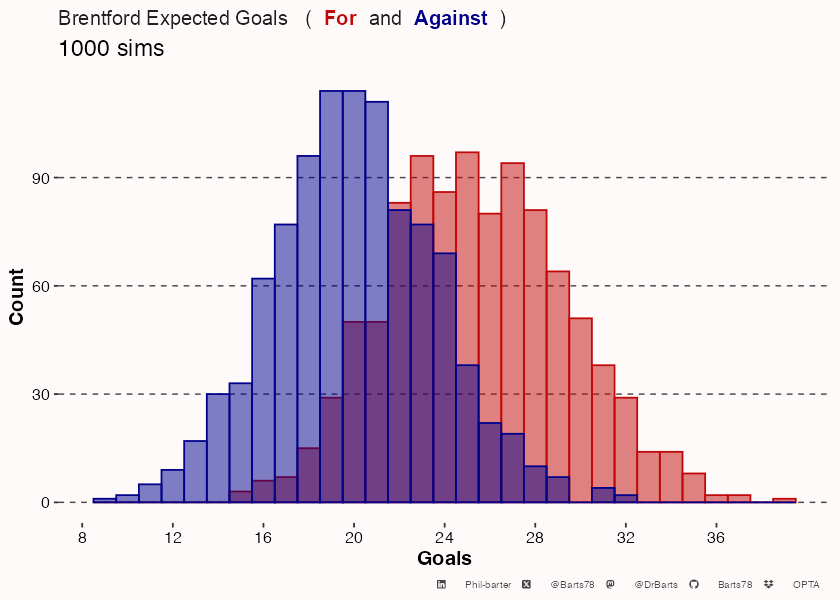 Brentford Expected Goals ( For and Against )
1000 sims
Count
90
60
30
0
8 12 16 20 24 28 32 36
Goals
Phil-barter @Barts78 @DrBarts Barts78 OPTA